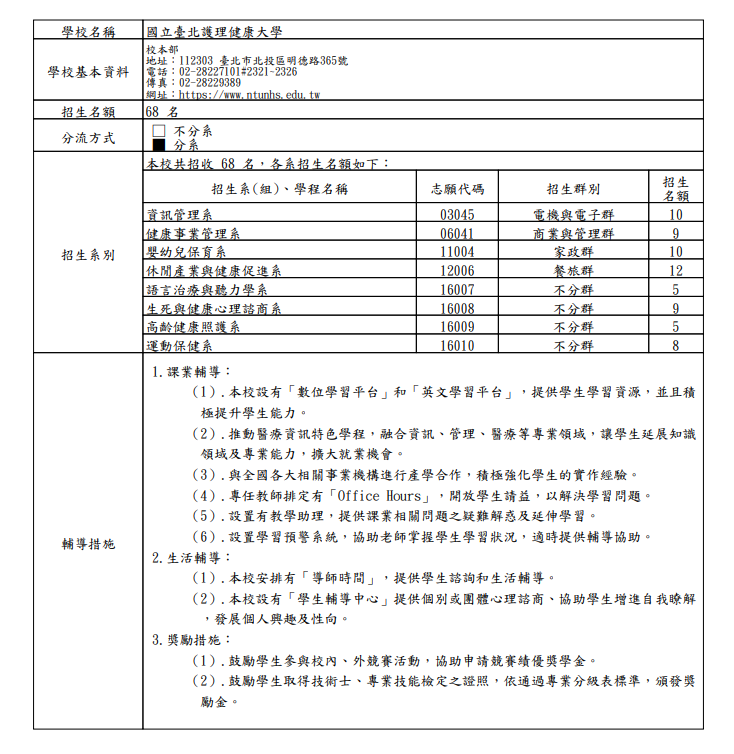 學校名稱 國立臺北護理健康大學
學校基本資料
校本部
地址：112303 臺北市北投區明德路365號
電話：02-28227101#2321-2326
傳真：02-28229389
網址：https://www.ntunhs.edu.tw
招生名額 68 名
分流方式
□ 不分系
■ 分系
招生系別
本校共招收 68 名，各系招生名額如下：
招生系(組)、學程名稱 志願代碼 招生群別 招生名額
資訊管理系 03045 電機與電子群 10
健康事業管理系 06041 商業與管理群 9
嬰幼兒保育系 11004 家政群 10
休閒產業與健康促進系 12006 餐旅群 12
語言治療與聽力學系 16007 不分群 5
生死與健康心理諮商系 16008 不分群 9
高齡健康照護系 16009 不分群 5
運動保健系 16010 不分群 8
輔導措施
1.課業輔導：
(1).本校設有「數位學習平台」和「英文學習平台」，提供學生學習資源，並且積
極提升學生能力。
(2).推動醫療資訊特色學程，融合資訊、管理、醫療等專業領域，讓學生延展知識
領域及專業能力，擴大就業機會。
(3).與全國各大相關事業機構進行產學合作，積極強化學生的實作經驗。
(4).專任教師排定有「Office Hours」，開放學生請益，以解決學習問題。
(5).設置有教學助理，提供課業相關問題之疑難解惑及延伸學習。
(6).設置學習預警系統，協助老師掌握學生學習狀況，適時提供輔導協助。
2.生活輔導：
(1).本校安排有「導師時間」，提供學生諮詢和生活輔導。
(2).本校設有「學生輔導中心」提供個別或團體心理諮商、協助學生增進自我瞭解
，發展個人興趣及性向。
3.獎勵措施：
(1).鼓勵學生參與校內、外競賽活動，協助申請競賽績優獎學金。
(2).鼓勵學生取得技術士、專業技能檢定之證照，依通過專業分級表標準，頒發獎
勵金。